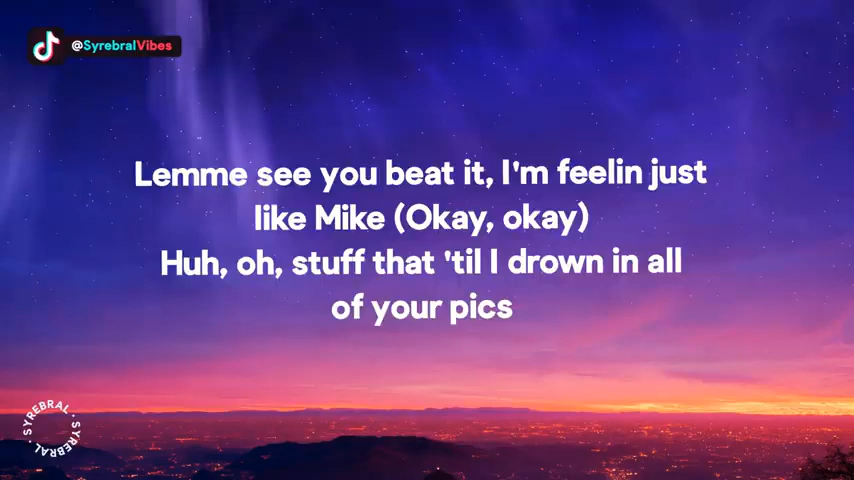 @SyrebralVibes
Lemme see you beat it, I'm feelin just
like Mike (Okay, okay)
Huh, oh, stuff that 'til I drown in all
of your pics
SYREBRAL · SYREBRAL ·